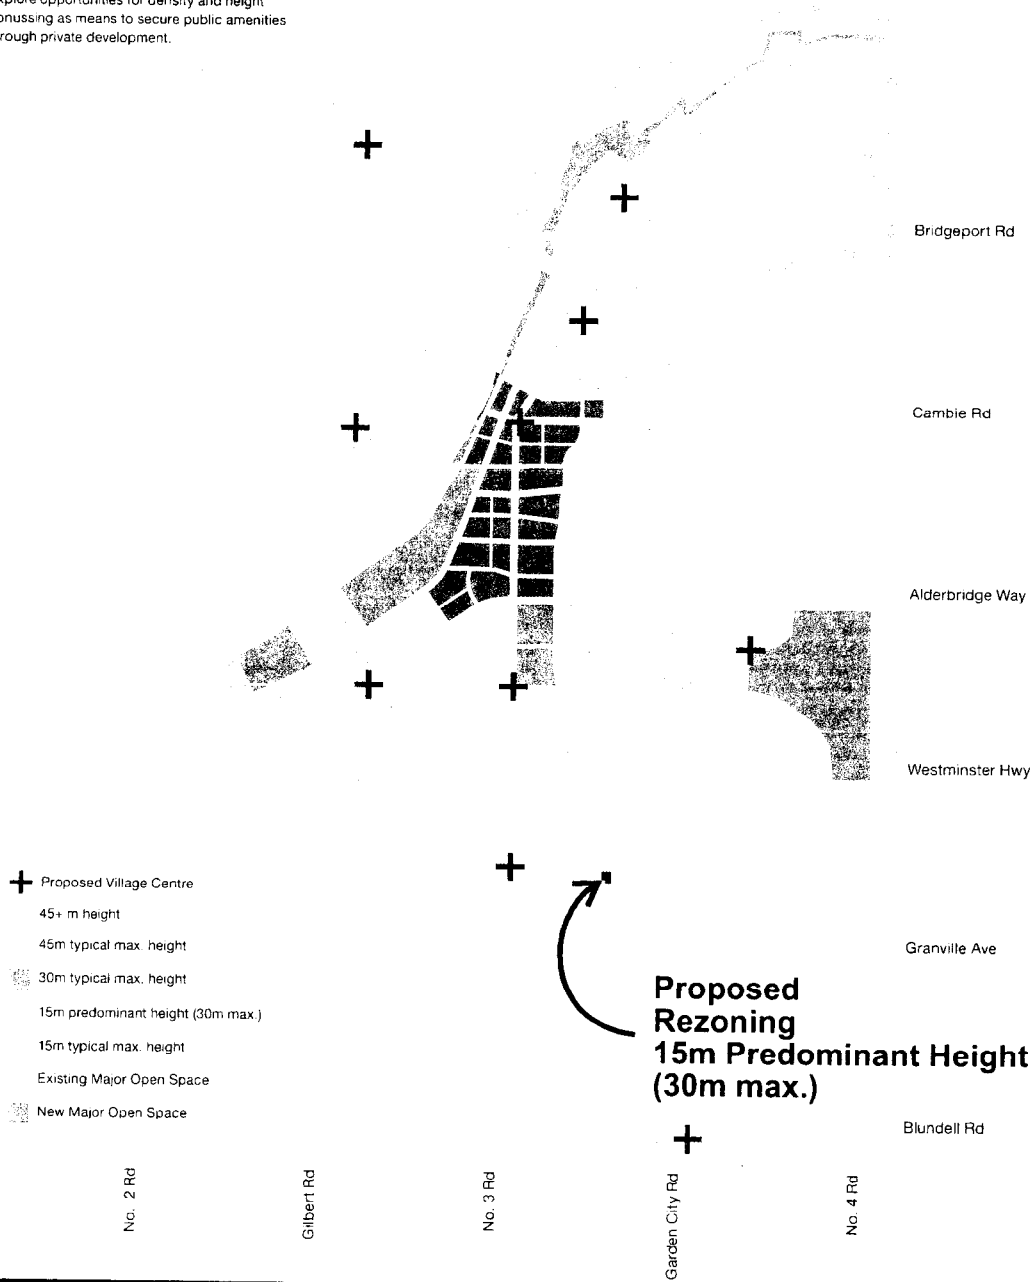 density and height
as means to secure public amenities
private development.
Bridgeport Rd
Cambie Rd
Alderbridge Way
Westminster Hwy
Proposed Village Centre
45+ m height
45m typical max. height
30m typical max. height
15m predominant height (30m max.)
15m typical max. height
Existing Major Open Space
New Major Open Space
Granville Ave
Proposed
Rezoning
15m Predominant Height
(30m max.)
Blundell Rd
No. 2 Rd
Gilbert Rd
No. 3 Rd
Garden City Rd
No. 4 Rd